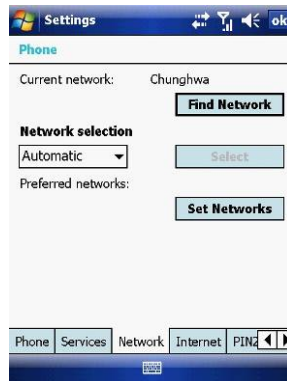 Settings
ok
Phone
Current network: Chunghwa
Find Network
Network selection
Automatic
Select
Preferred networks:
Set Networks
Phone Services Network Internet PIN2